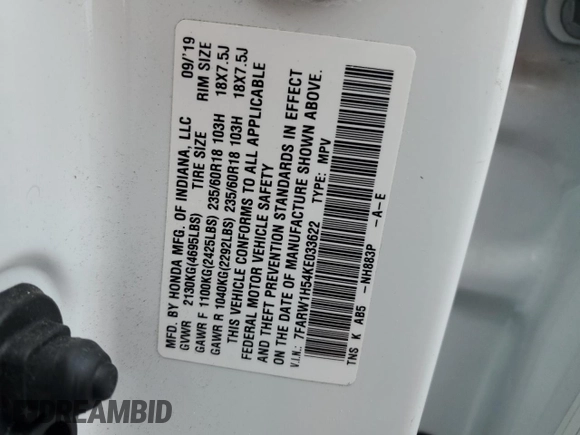 MFD. BY HONDA MFG. OF INDIANA, LLC 09/'19
GVWR 2130KG(4695LBS) TIRE SIZE RIM SIZE
GAWR F 1100KG(2425LBS) 235/60R18 103H 18X7.5J
GAWR R 1040KG(2292LBS) 235/60R18 103H 18X7.5J
THIS VEHICLE CONFORMS TO ALL APPLICABLE
FEDERAL MOTOR VEHICLE SAFETY
AND THEFT PREVENTION STANDARDS IN EFFECT
ON THE DATE OF MANUFACTURE SHOWN ABOVE.
V.I.N.: 7FARW1H54KE033622 TYPE: MPV
TNS K AB5 -NH883P -A-E
DREAMBID